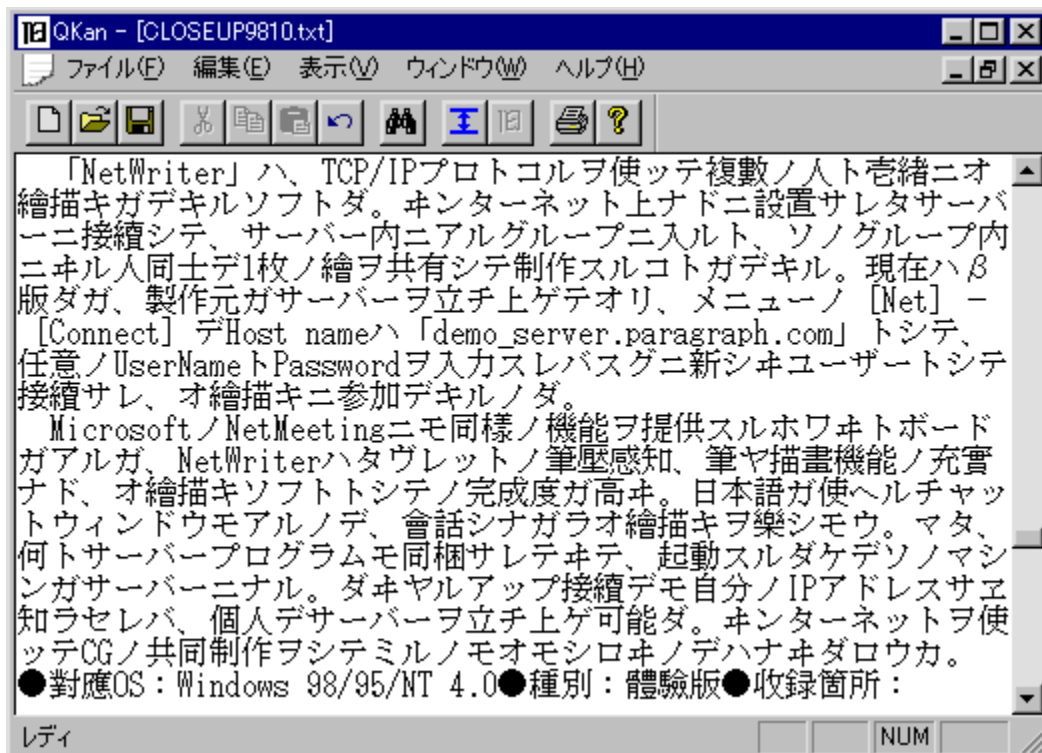 QKan - [CLOSEUP9810.txt]
ファイル(F) 編集(E) 表示(V) ウィンドウ(W) ヘルプ(H)
「NetWriter」ハ、TCP/IPプロトコルヲ使ッテ複數ノ人ト壱緒ニオ
繪描キガデキルソフトダ。ヰンターネット上ナドニ設置サレタサーバ
ーニ接續シテ、サーバー内ニアルグループニ入ルト、ソノグループ内
ニヰル人同士デ1枚ノ繪ヲ共有シテ制作スルコトガデキル。現在ハβ
版ダガ、製作元ガサーバーヲ立チ上ゲテオリ、メニューノ [Net] －
[Connect] デHost nameハ「demo_server.paragraph.com」トシテ、
任意ノUserNameトPasswordヲ入力スレバスグニ新シヰユーザートシテ
接續サレ、オ繪描キニ参加デキルノダ。
MicrosoftノNetMeetingニモ同様ノ機能ヲ提供スルホワヰトボード
ガアルガ、NetWriterハタヴレットノ筆壓感知、筆ヤ描畫機能ノ充實
ナド、オ繪描キソフトトシテノ完成度ガ高ヰ。日本語ガ使ヘルチャッ
トウィンドウモアルノデ、會話シナガラオ繪描キヲ樂シモウ。マタ、
何トサーバープログラムモ同梱サレテヰテ、起動スルダケデソノマシ
ンガサーバーニナル。ダヰヤルアップ接續デモ自分ノIPアドレスサヱ
知ラセレバ、個人デサーバーヲ立チ上ゲ可能ダ。ヰンターネットヲ使
ッテCGノ共同制作ヲシテミルノモオモシロヰノデハナヰダロウカ。
●對應OS：Windows 98/95/NT 4.0●種別：體驗版●収録箇所：
レディ NUM